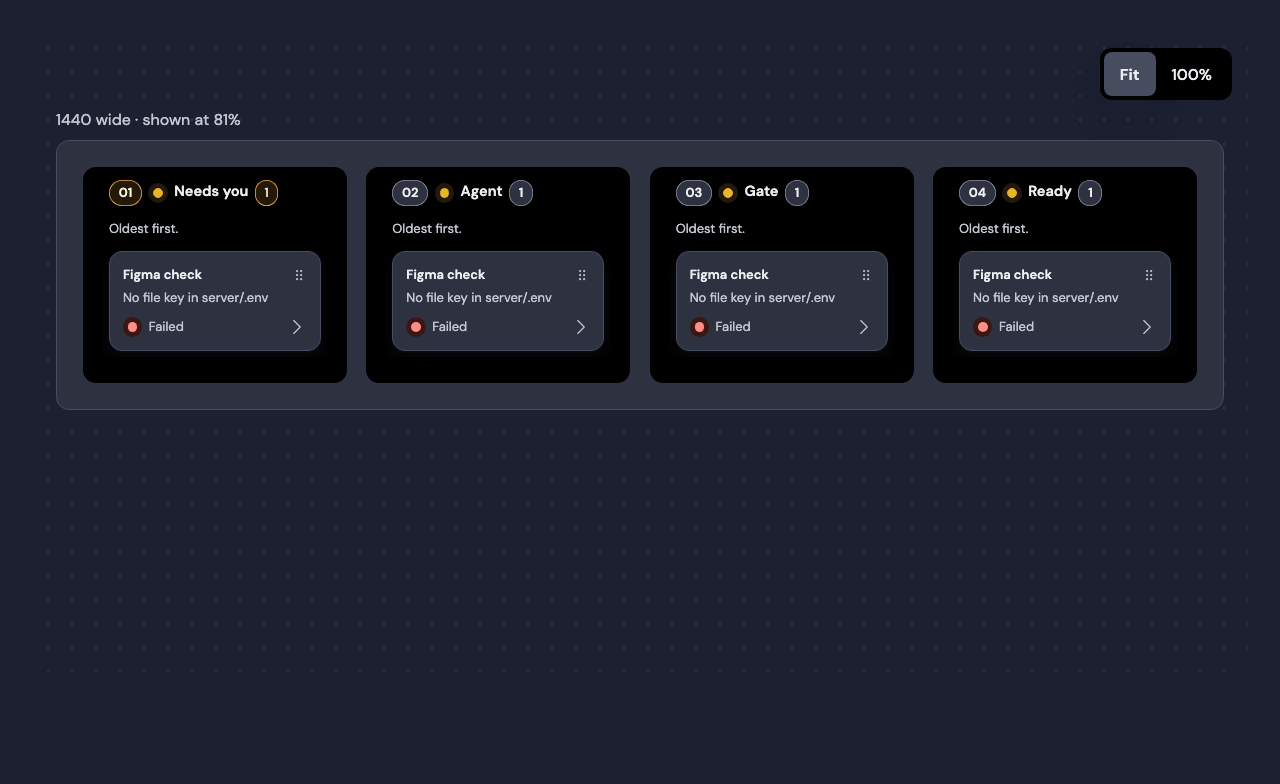 Fit 100%
1440 wide · shown at 81%
01 Needs you 1
Oldest first.
Figma check
No file key in server/.env
Failed
02 Agent 1
Oldest first.
Figma check
No file key in server/.env
Failed
03 Gate 1
Oldest first.
Figma check
No file key in server/.env
Failed
04 Ready 1
Oldest first.
Figma check
No file key in server/.env
Failed